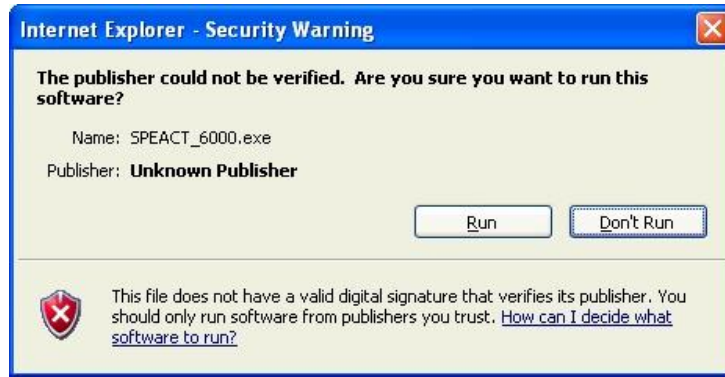 Internet Explorer - Security Warning
The publisher could not be verified. Are you sure you want to run this
software?
Name: SPEACT_6000.exe
Publisher: Unknown Publisher
Run Don't Run
This file does not have a valid digital signature that verifies its publisher. You
should only run software from publishers you trust. How can I decide what
software to run?